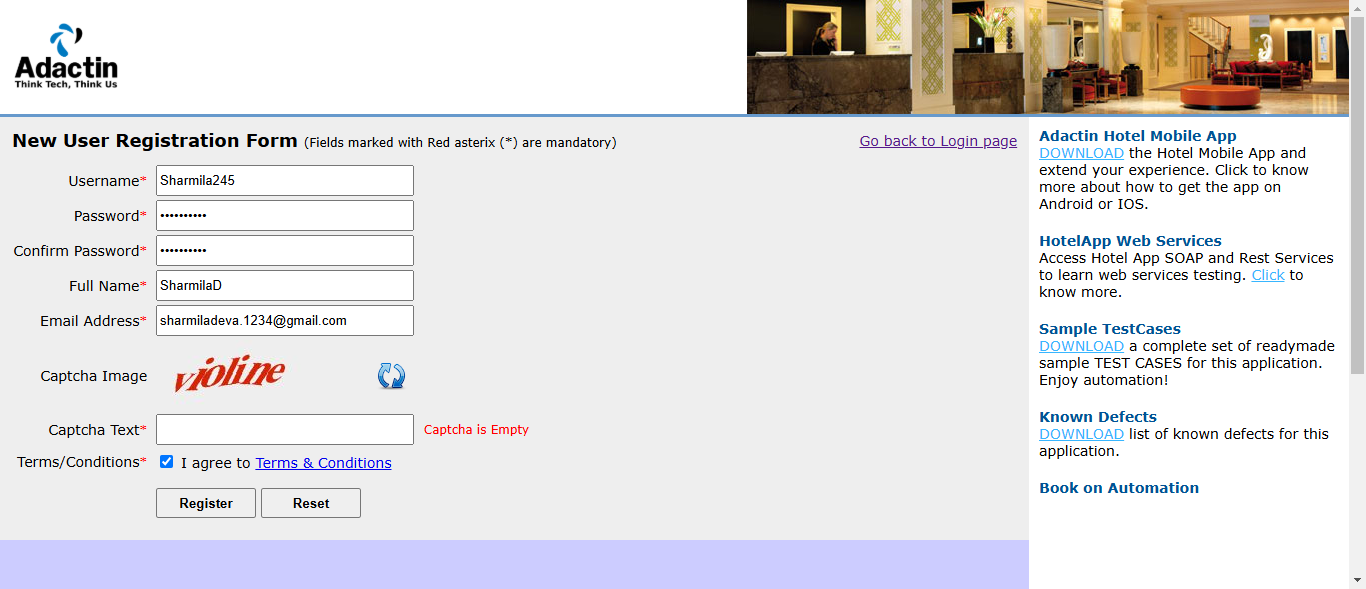 Adactin
Think Tech, Think Us
New User Registration Form (Fields marked with Red asterix (*) are mandatory)
Go back to Login page
Username* Sharmila245
Password* ••••••••••
Confirm Password* ••••••••••
Full Name* SharmilaD
Email Address* sharmiladeva.1234@gmail.com
Captcha Image violine
Captcha Text* Captcha is Empty
Terms/Conditions* I agree to Terms & Conditions
Register Reset
Adactin Hotel Mobile App
DOWNLOAD the Hotel Mobile App and
extend your experience. Click to know
more about how to get the app on
Android or IOS.
HotelApp Web Services
Access Hotel App SOAP and Rest Services
to learn web services testing. Click to
know more.
Sample TestCases
DOWNLOAD a complete set of readymade
sample TEST CASES for this application.
Enjoy automation!
Known Defects
DOWNLOAD list of known defects for this
application.
Book on Automation